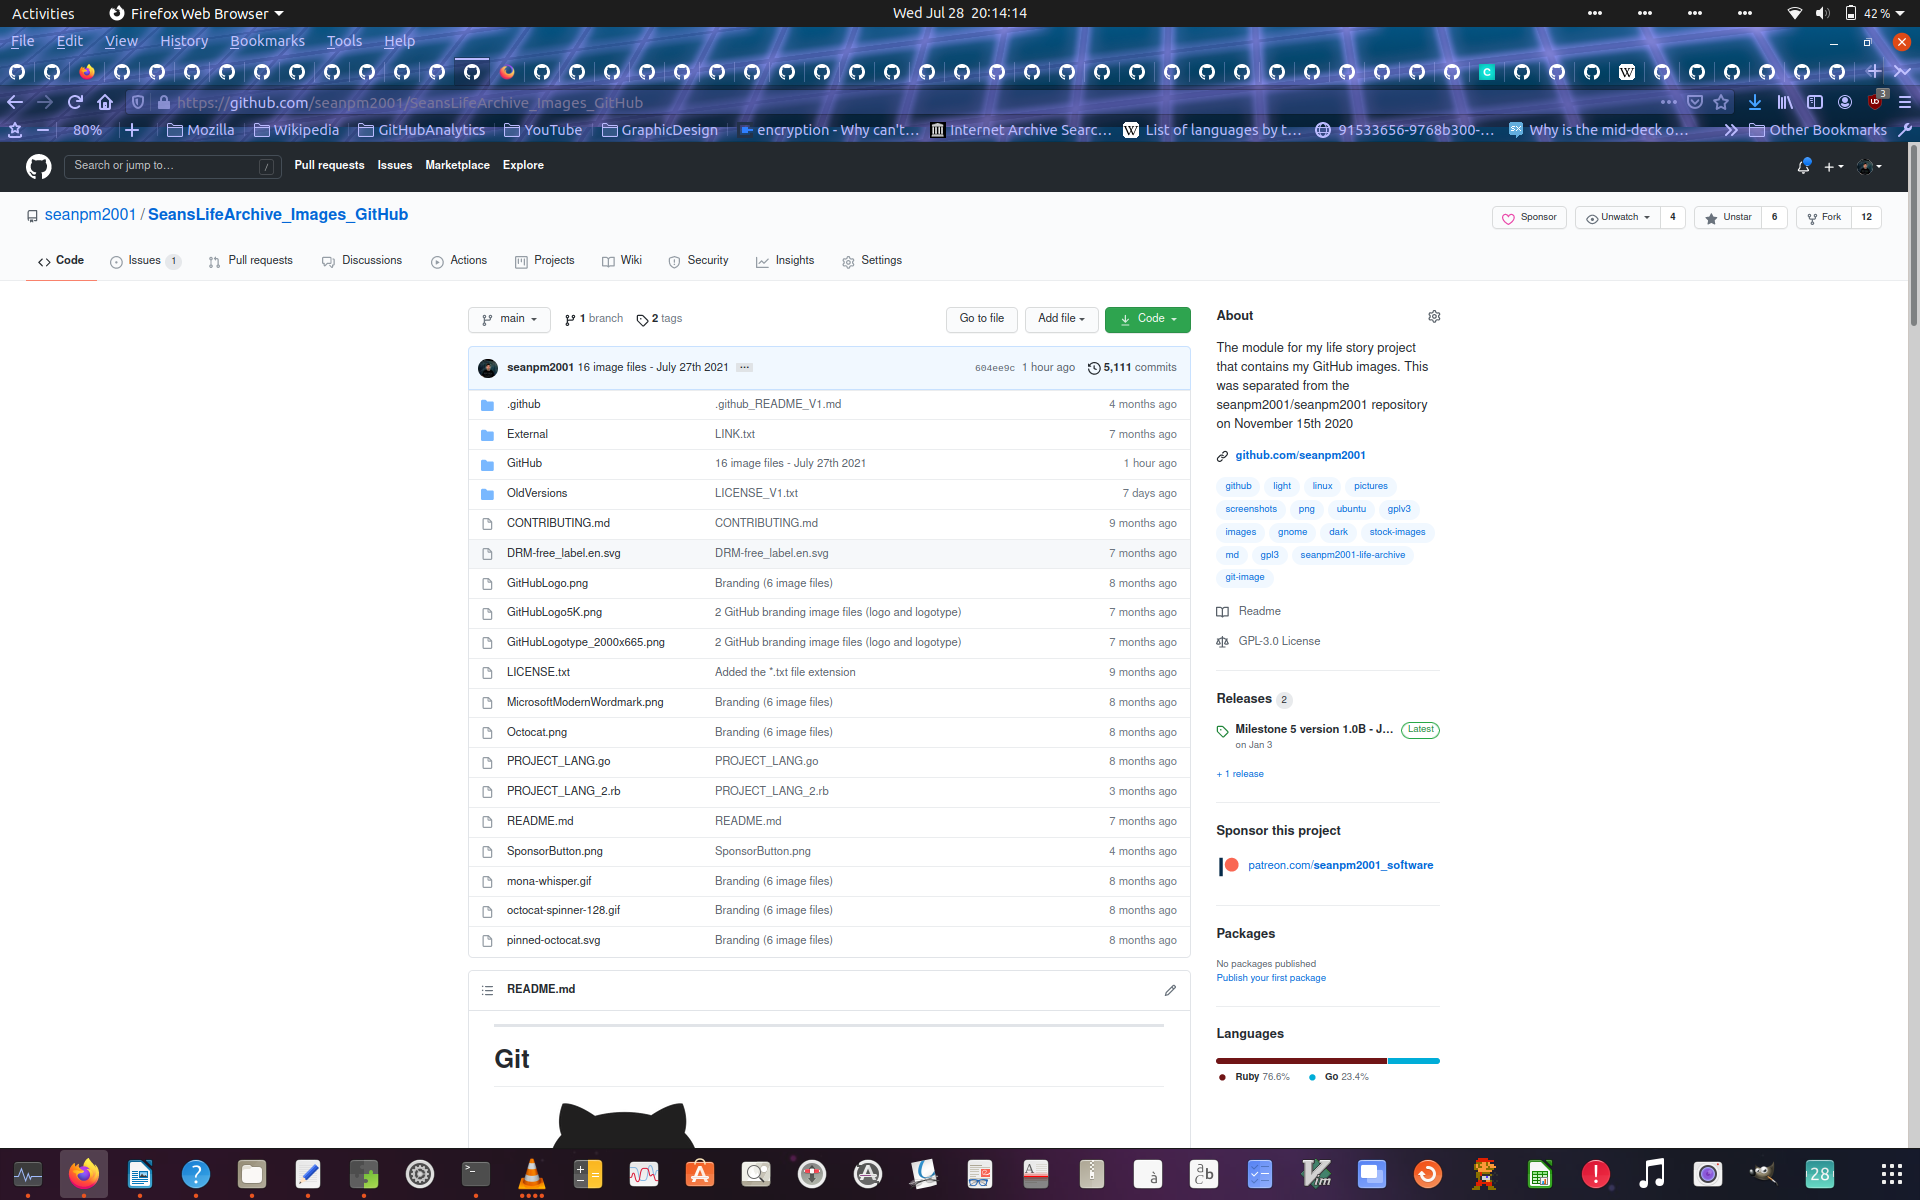 Activities
Firefox Web Browser
Wed Jul 28  20:14:14
42 %
File Edit View History Bookmarks Tools Help
https://github.com/seanpm2001/SeansLifeArchive_Images_GitHub
3
80%
Mozilla
Wikipedia
GitHubAnalytics
YouTube
GraphicDesign
encryption - Why can't…
Internet Archive Searc…
List of languages by t…
91533656-9768b300-…
Why is the mid-deck o…
Other Bookmarks
Search or jump to…
/
Pull requests Issues Marketplace Explore
seanpm2001 / SeansLifeArchive_Images_GitHub
Sponsor
Unwatch 4
Unstar 6
Fork 12
Code
Issues 1
Pull requests
Discussions
Actions
Projects
Wiki
Security
Insights
Settings
main
1 branch
2 tags
Go to file
Add file
Code
seanpm2001 16 image files - July 27th 2021 ... 604ee9c 1 hour ago 5,111 commits
.github .github_README_V1.md 4 months ago
External LINK.txt 7 months ago
GitHub 16 image files - July 27th 2021 1 hour ago
OldVersions LICENSE_V1.txt 7 days ago
CONTRIBUTING.md CONTRIBUTING.md 9 months ago
DRM-free_label.en.svg DRM-free_label.en.svg 7 months ago
GitHubLogo.png Branding (6 image files) 8 months ago
GitHubLogo5K.png 2 GitHub branding image files (logo and logotype) 7 months ago
GitHubLogotype_2000x665.png 2 GitHub branding image files (logo and logotype) 7 months ago
LICENSE.txt Added the *.txt file extension 9 months ago
MicrosoftModernWordmark.png Branding (6 image files) 8 months ago
Octocat.png Branding (6 image files) 8 months ago
PROJECT_LANG.go PROJECT_LANG.go 8 months ago
PROJECT_LANG_2.rb PROJECT_LANG_2.rb 3 months ago
README.md README.md 7 months ago
SponsorButton.png SponsorButton.png 4 months ago
mona-whisper.gif Branding (6 image files) 8 months ago
octocat-spinner-128.gif Branding (6 image files) 8 months ago
pinned-octocat.svg Branding (6 image files) 8 months ago
README.md
Git
About
The module for my life story project
that contains my GitHub images. This
was separated from the
seanpm2001/seanpm2001 repository
on November 15th 2020
github.com/seanpm2001
github light linux pictures
screenshots png ubuntu gplv3
images gnome dark stock-images
md gpl3 seanpm2001-life-archive
git-image
Readme
GPL-3.0 License
Releases 2
Milestone 5 version 1.0B - J… Latest
on Jan 3
+ 1 release
Sponsor this project
patreon.com/seanpm2001_software
Packages
No packages published
Publish your first package
Languages
Ruby 76.6% Go 23.4%
28